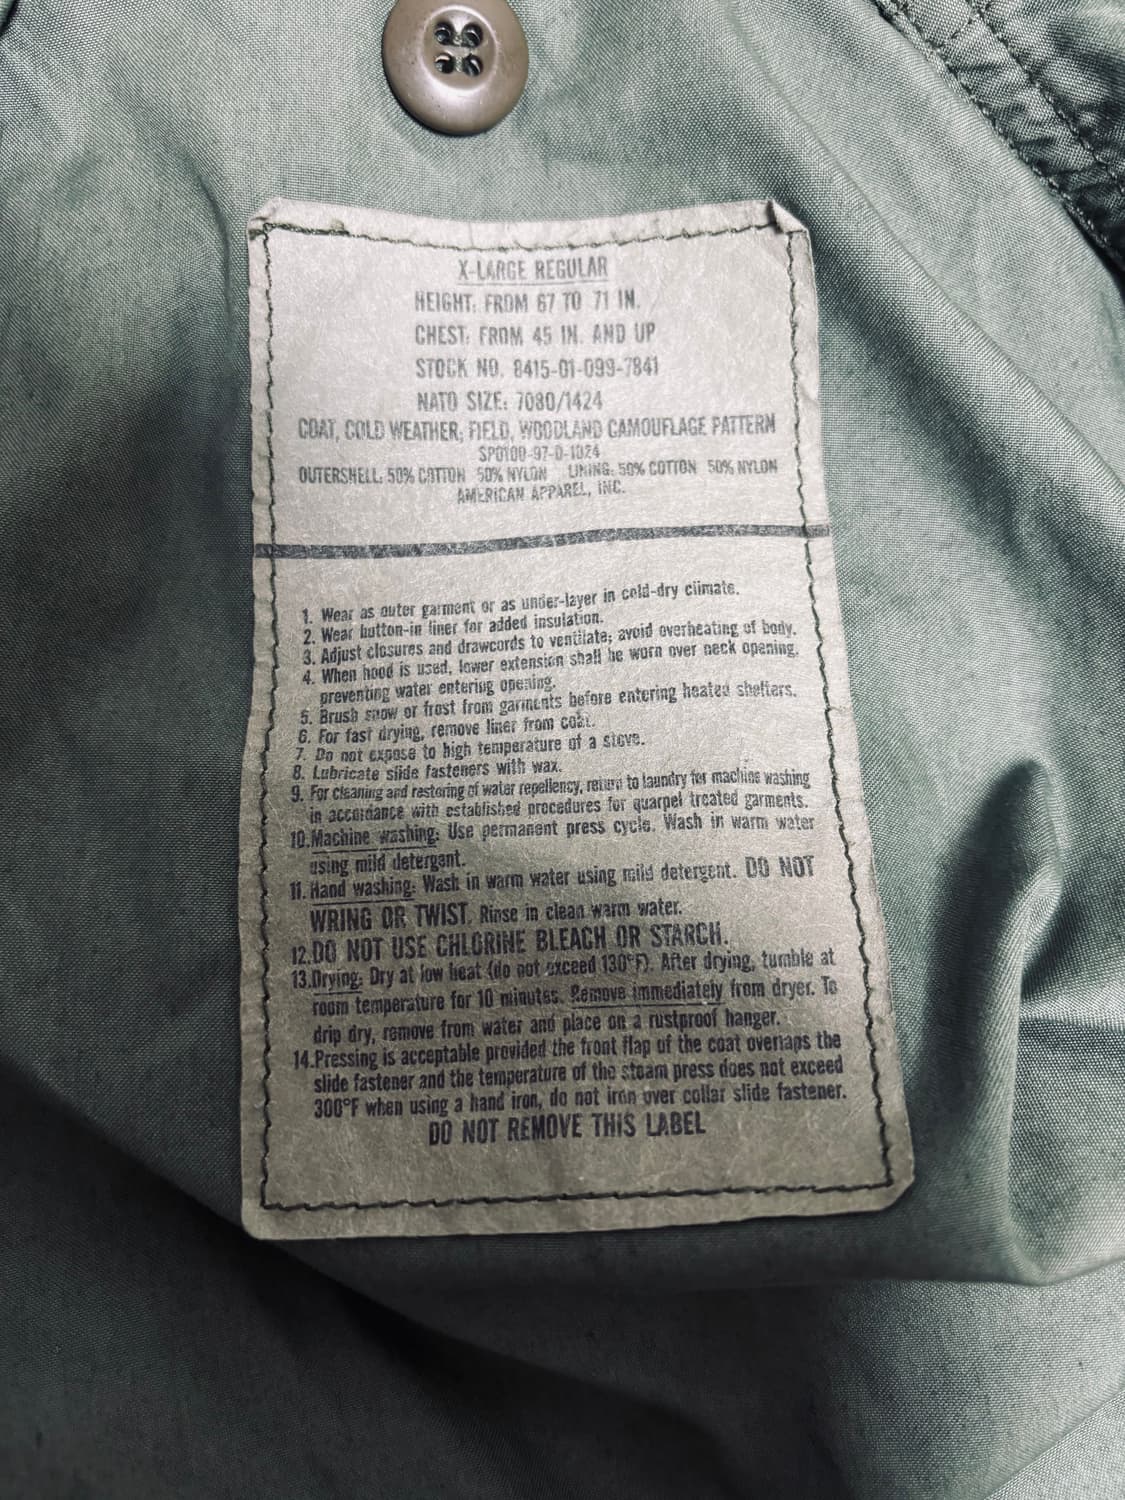 X-LARGE REGULAR
HEIGHT: FROM 67 TO 71 IN.
CHEST: FROM 45 IN. AND UP
STOCK NO. 8415-01-099-7841
NATO SIZE: 7080/1424
COAT, COLD WEATHER, FIELD, WOODLAND CAMOUFLAGE PATTERN
SPO100-97-D-1024
OUTERSHELL: 50% COTTON 50% NYLON LINING: 50% COTTON 50% NYLON
AMERICAN APPAREL, INC.
1. Wear as outer garment or as under-layer in cold-dry climate.
2. Wear button-in liner for added insulation.
3. Adjust closures and drawcords to ventilate; avoid overheating of body.
4. When hood is used, lower extension shall be worn over neck opening,
preventing water entering opening.
5. Brush snow or frost from garments before entering heated shelters.
6. For fast drying, remove liner from coat.
7. Do not expose to high temperature of a stove.
8. Lubricate slide fasteners with wax.
9. For cleaning and restoring of water repellency, return to laundry for machine washing
in accordance with established procedures for quarpel treated garments.
10.Machine washing: Use permanent press cycle. Wash in warm water
using mild detergent.
11. Hand washing: Wash in warm water using mild detergent. DO NOT
WRING OR TWIST. Rinse in clean warm water.
12.DO NOT USE CHLORINE BLEACH OR STARCH.
13.Drying: Dry at low heat (do not exceed 130°F). After drying, tumble at
room temperature for 10 minutes. Remove immediately from dryer. To
drip dry, remove from water and place on a rustproof hanger.
14.Pressing is acceptable provided the front flap of the coat overlaps the
slide fastener and the temperature of the steam press does not exceed
300°F when using a hand iron, do not iron over collar slide fastener.
DO NOT REMOVE THIS LABEL